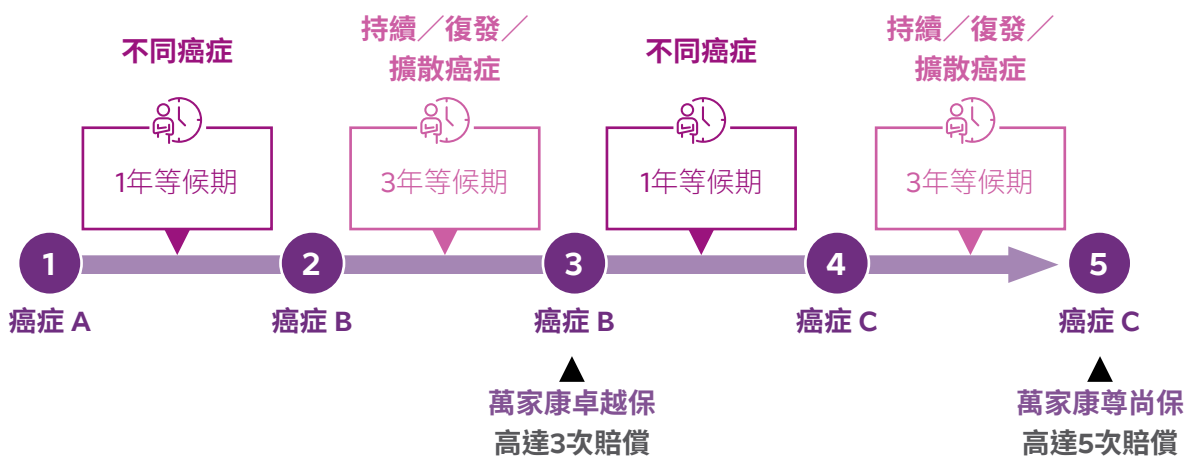 不同癌症
持續／復發／
擴散癌症
不同癌症
持續／復發／
擴散癌症
1年等候期
3年等候期
1年等候期
3年等候期
1
2
3
4
5
癌症 A
癌症 B
癌症 B
癌症 C
癌症 C
萬家康卓越保
高達3次賠償
萬家康尊尚保
高達5次賠償